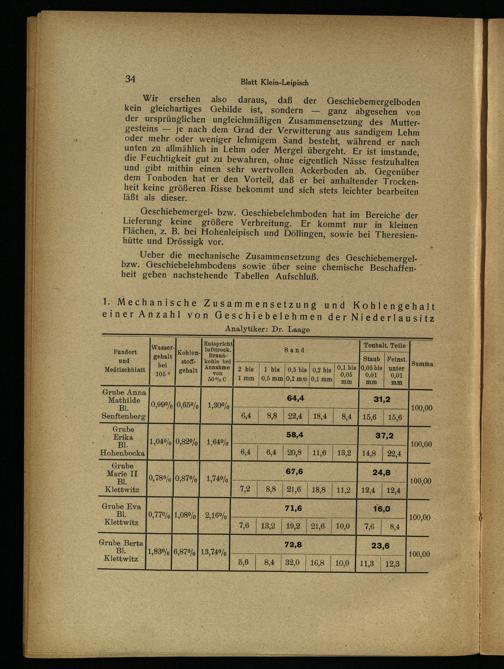 34
Blatt Klein-Leipisch
Wir ersehen also daraus, daß der Geschiebemergelboden
kein gleichartiges Gebilde ist, sondern — ganz abgesehen von
der ursprünglichen ungleichmäßigen Zusammensetzung des Mutter-
gesteins — je nach dem Grad der Verwitterung aus sandigem Lehm
oder mehr oder weniger lehmigem Sand besteht, während er nach
unten zu allmählich in Lehm oder Mergel übergeht. Er ist imstande,
die Feuchtigkeit gut zu bewahren, ohne eigentlich Nässe festzuhalten
und gibt mithin einen sehr wertvollen Ackerboden ab. Gegenüber
dem Tonboden hat er den Vorteil, daß er bei anhaltender Trocken-
heit keine größeren Risse bekommt und sich stets leichter bearbeiten
läßt als dieser.
Geschiebemergel- bzw. Geschiebelehmboden hat im Bereiche der
Lieferung keine größere Verbreitung. Er kommt nur in kleinen
Flächen, z. B. bei Hohenleipisch und Döllingen, sowie bei Theresien-
hütte und Drössigk vor.
Ueber die mechanische Zusammensetzung des Geschiebemergel-
bzw. Geschiebelehmbodens sowie über seine chemische Beschaffen-
heit geben nachstehende Tabellen Aufschluß.
1. Mechanische Zusammensetzung und Kohlengehalt
einer Anzahl von Geschiebelehmen der Niederlausitz
Analytiker: Dr. Laage
Fundort und Meßtischblatt | Wasser- gehalt bei 105 ° | Kohlen- stoff- gehalt | Entspricht lufttrock. Braun- kohle bei Annahme von 50% C | Sand | Tonhalt. Teile | Summa
2 bis 1 mm | 1 bis 0,5 mm | 0,5 bis 0,2 mm | 0,2 bis 0,1 mm | 0,1 bis 0,05 mm | Staub 0,05 bis 0,01 mm | Feinst. unter 0,01 mm
Grube Anna Mathilde Bl. Senftenberg | 0,99% | 0,65% | 1,30% | 64,4 | 31,2 | 100,00
6,4 | 8,8 | 22,4 | 18,4 | 8,4 | 15,6 | 15,6
Grube Erika Bl. Hohenbocka | 1,04% | 0,82% | 1,64% | 58,4 | 37,2 | 100,00
6,4 | 6,4 | 20,8 | 11,6 | 13,2 | 14,8 | 22,4
Grube Marie II Bl. Klettwitz | 0,78% | 0,87% | 1,74% | 67,6 | 24,8 | 100,00
7,2 | 8,8 | 21,6 | 18,8 | 11,2 | 12,4 | 12,4
Grube Eva Bl. Klettwitz | 0,77% | 1,08% | 2,16% | 71,6 | 16,0 | 100,00
7,6 | 13,2 | 19,2 | 21,6 | 10,0 | 7,6 | 8,4
Grube Berta Bl. Klettwitz | 1,83% | 6,87% | 13,74% | 72,8 | 23,6 | 100,00
5,6 | 8,4 | 32,0 | 16,8 | 10,0 | 11,3 | 12,3